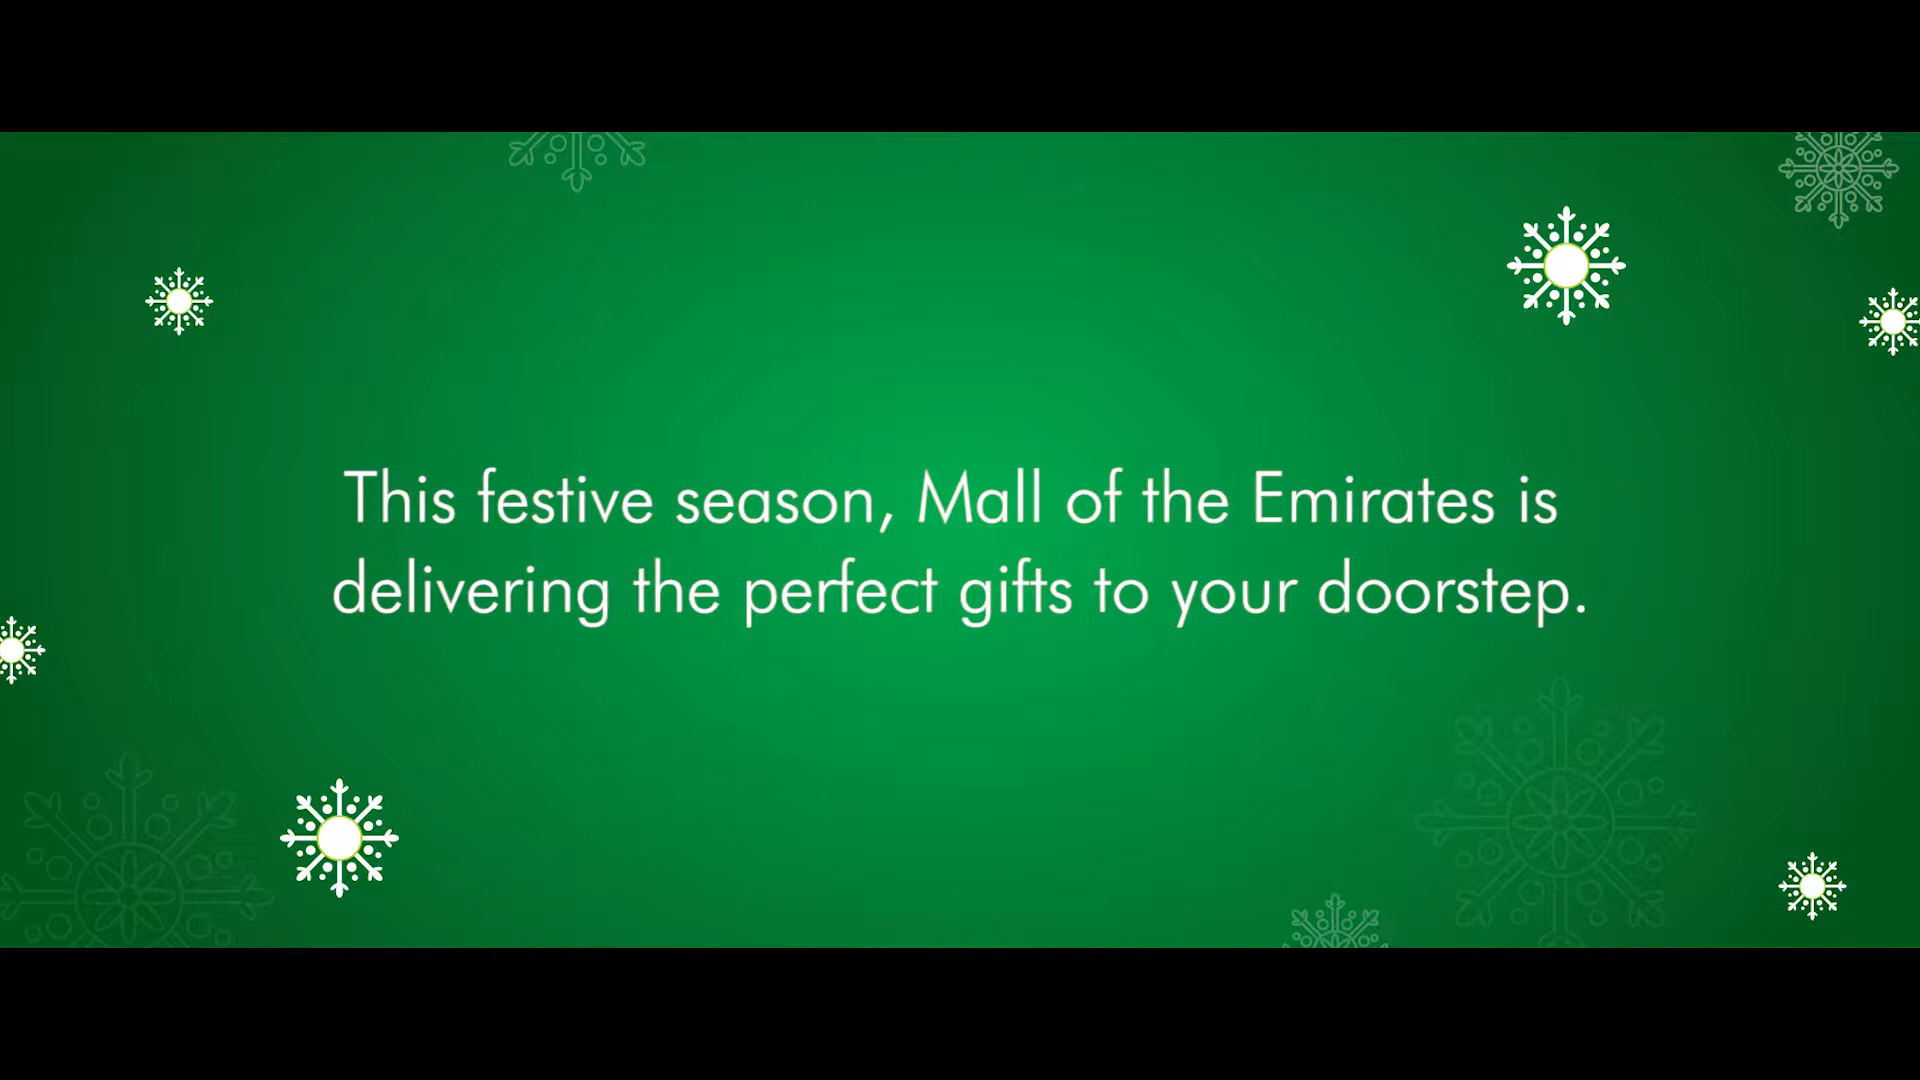 This festive season, Mall of the Emirates is
delivering the perfect gifts to your doorstep.